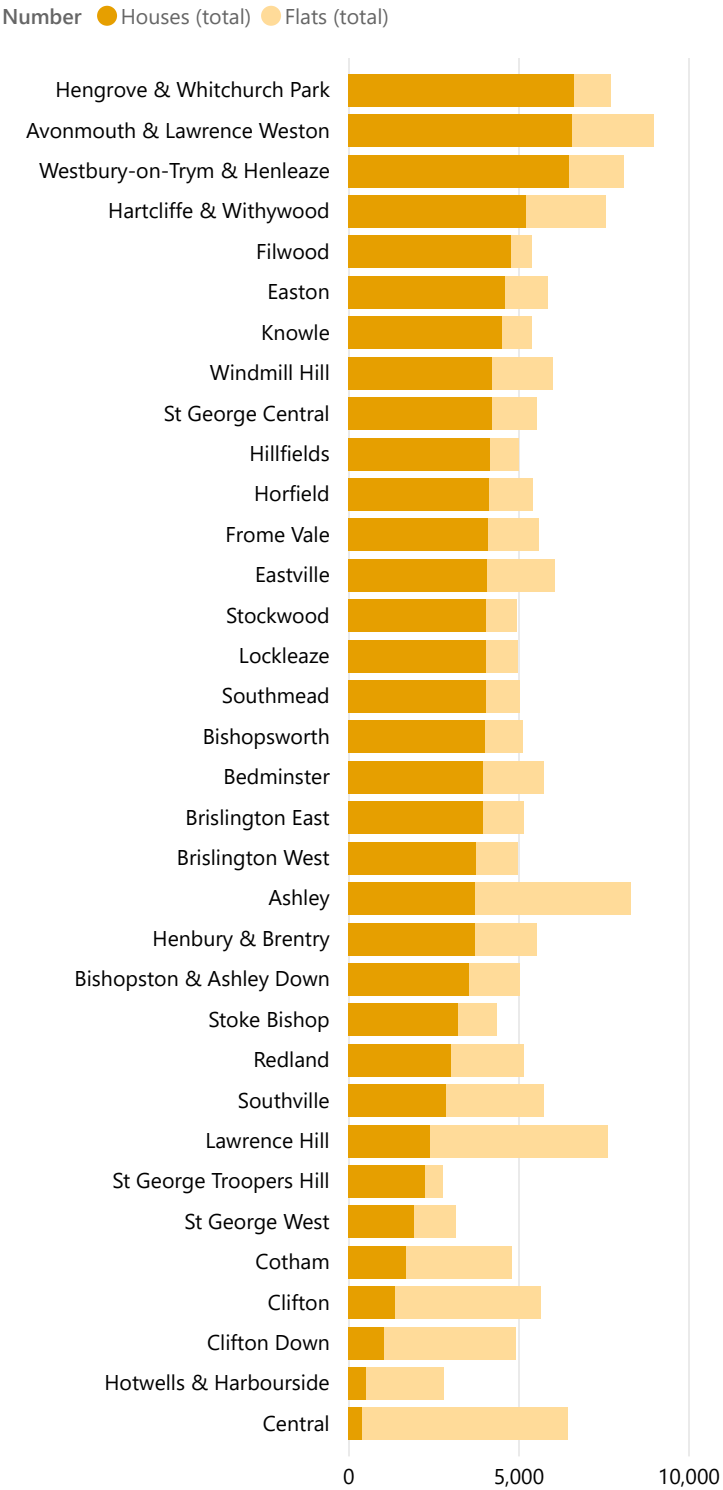 Number Houses (total) Flats (total)
Hengrove & Whitchurch Park
Avonmouth & Lawrence Weston
Westbury-on-Trym & Henleaze
Hartcliffe & Withywood
Filwood
Easton
Knowle
Windmill Hill
St George Central
Hillfields
Horfield
Frome Vale
Eastville
Stockwood
Lockleaze
Southmead
Bishopsworth
Bedminster
Brislington East
Brislington West
Ashley
Henbury & Brentry
Bishopston & Ashley Down
Stoke Bishop
Redland
Southville
Lawrence Hill
St George Troopers Hill
St George West
Cotham
Clifton
Clifton Down
Hotwells & Harbourside
Central
0 5,000 10,000